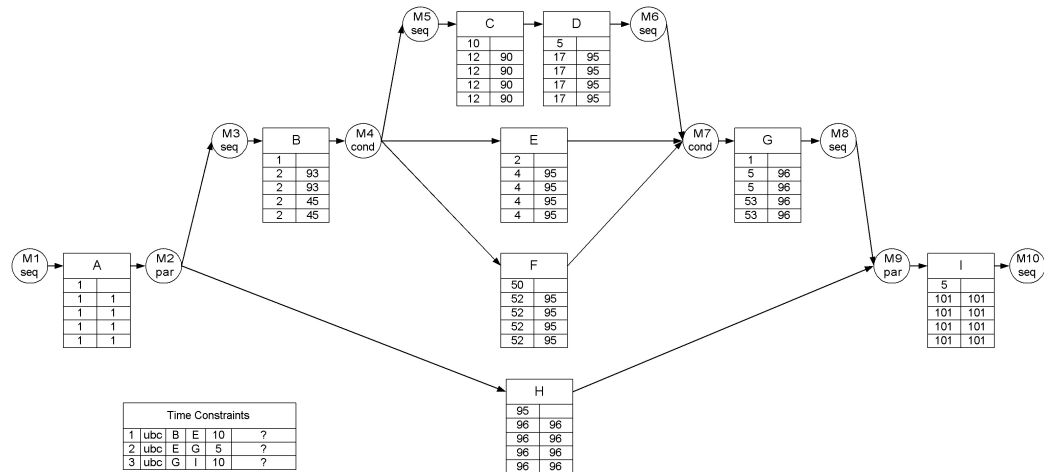 M5
seq
C
10
12 90
12 90
12 90
12 90
D
5
17 95
17 95
17 95
17 95
M6
seq
M3
seq
B
1
2 93
2 93
2 45
2 45
M4
cond
E
2
4 95
4 95
4 95
4 95
M7
cond
G
1
5 96
5 96
53 96
53 96
M8
seq
M1
seq
A
1
1 1
1 1
1 1
1 1
M2
par
F
50
52 95
52 95
52 95
52 95
M9
par
I
5
101 101
101 101
101 101
101 101
M10
seq
H
95
96 96
96 96
96 96
96 96
Time Constraints
1 ubc B E 10 ?
2 ubc E G 5 ?
3 ubc G I 10 ?